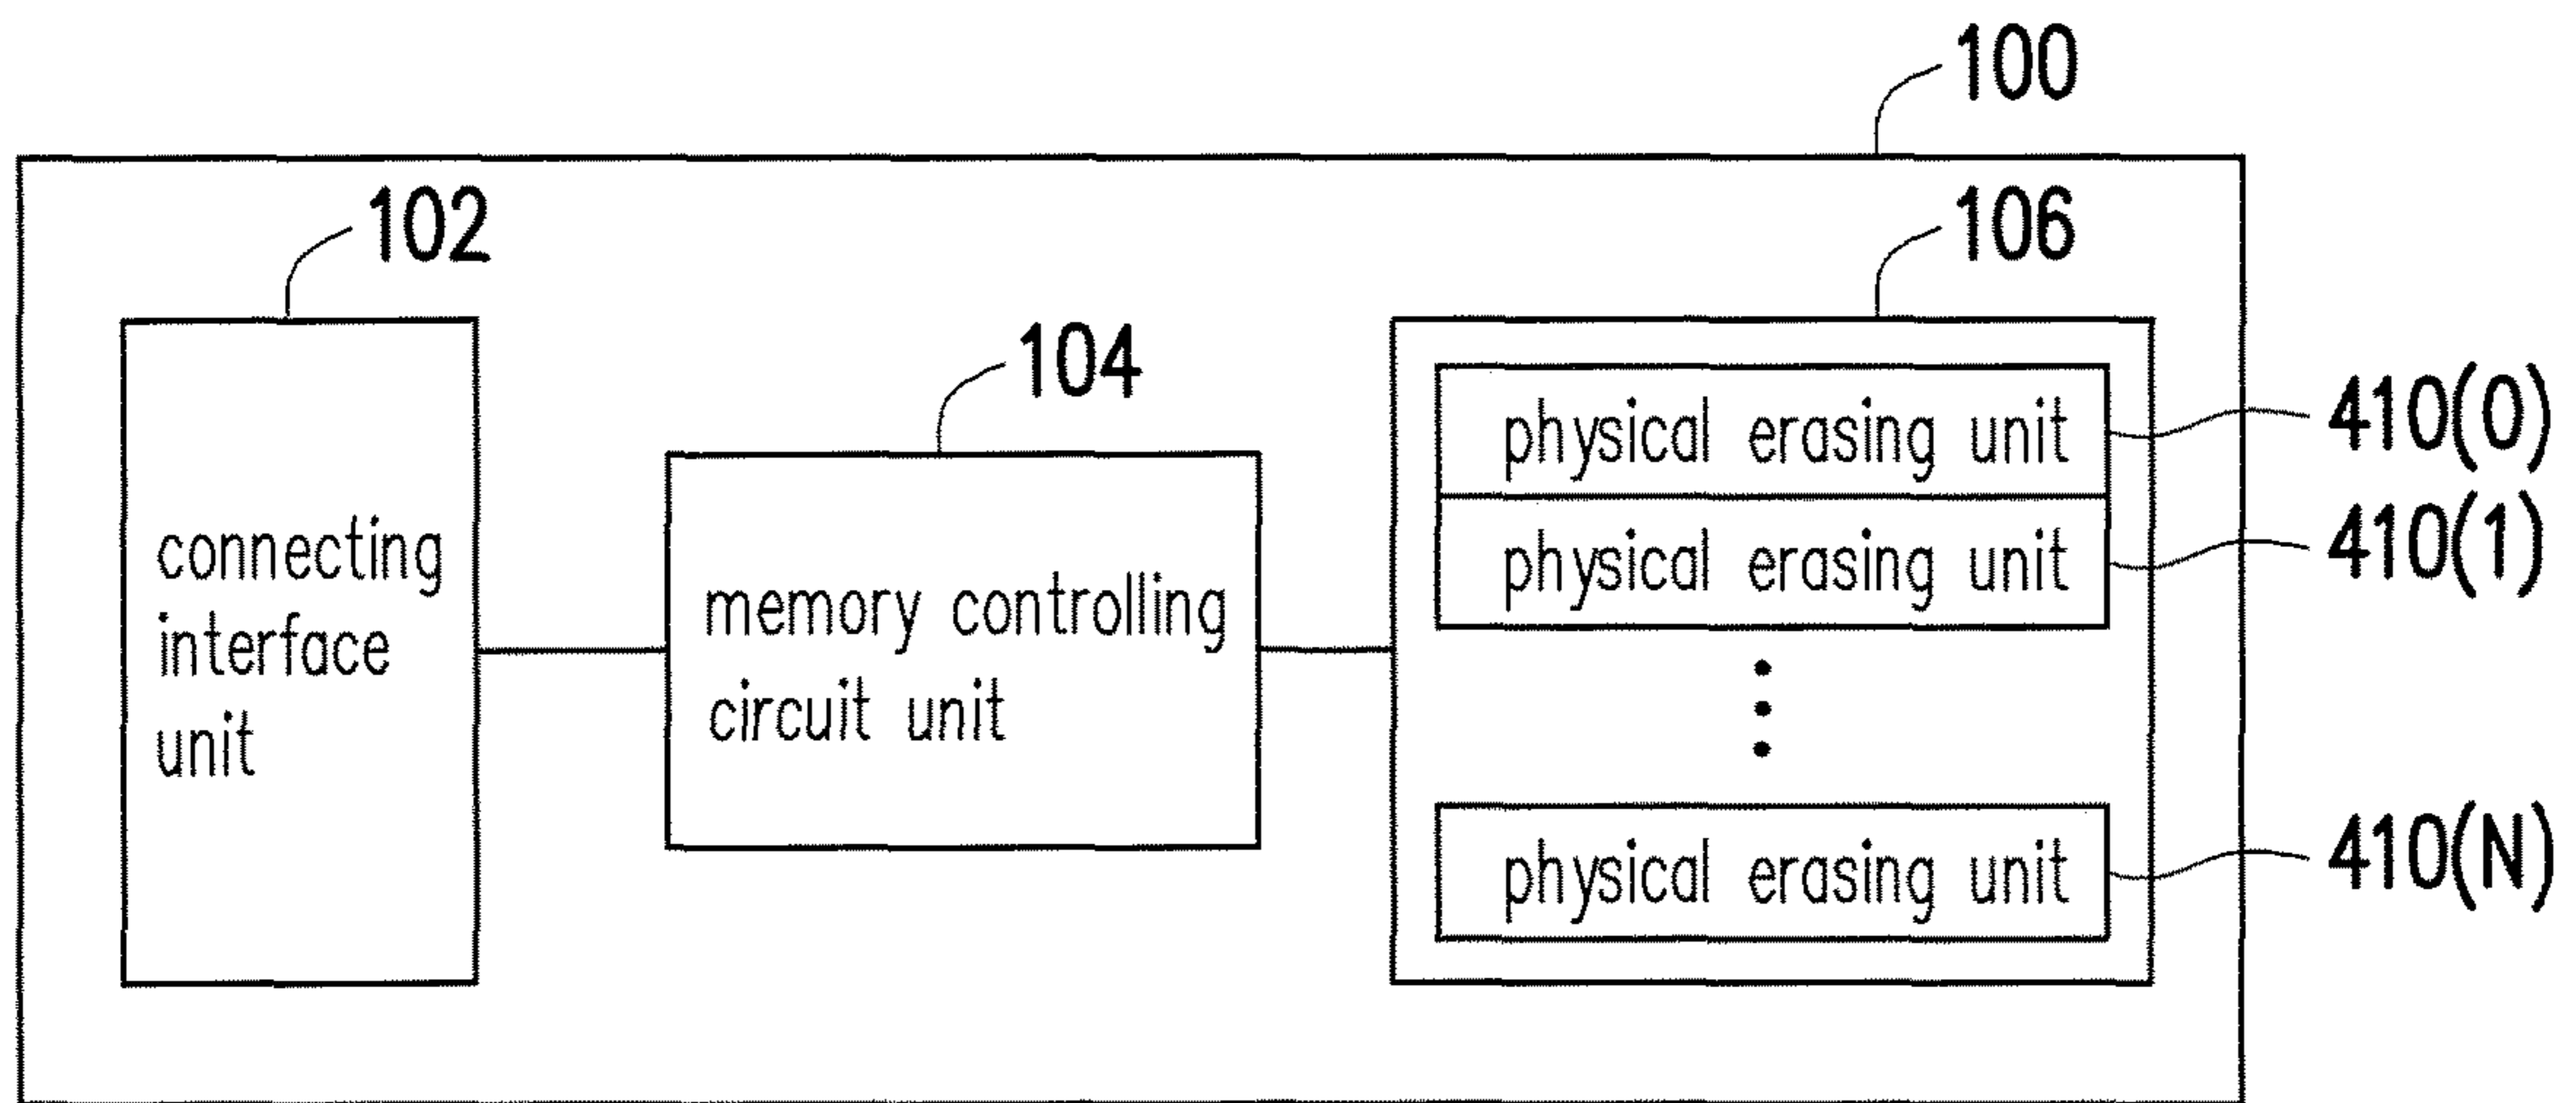 100
102
106
104
physical erasing unit
410(0)
physical erasing unit
410(1)
connecting
interface
unit
memory controlling
circuit unit
physical erasing unit
410(N)